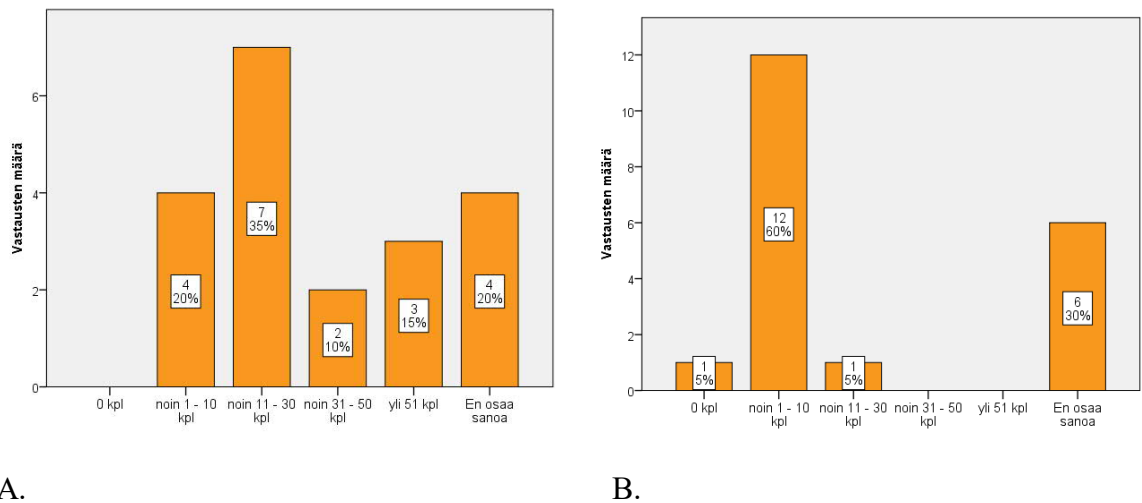 Vastausten määrä
6
4
2
0
4
20%
7
35%
2
10%
3
15%
4
20%
0 kpl
noin 1 - 10 kpl
noin 11 - 30 kpl
noin 31 - 50 kpl
yli 51 kpl
En osaa sanoa
A.
Vastausten määrä
12
10
8
6
4
2
0
1
5%
12
60%
1
5%
6
30%
0 kpl
noin 1 - 10 kpl
noin 11 - 30 kpl
noin 31 - 50 kpl
yli 51 kpl
En osaa sanoa
B.